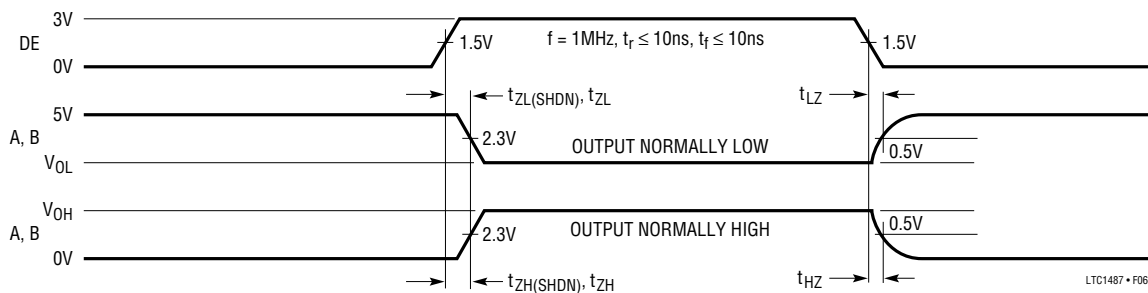 3V
DE
1.5V
f = 1MHz, tr ≤ 10ns, tf ≤ 10ns
1.5V
0V
tZL(SHDN), tZL
tLZ
5V
A, B
2.3V
OUTPUT NORMALLY LOW
0.5V
VOL
VOH
A, B
2.3V
OUTPUT NORMALLY HIGH
0.5V
0V
tZH(SHDN), tZH
tHZ
LTC1487 • F06